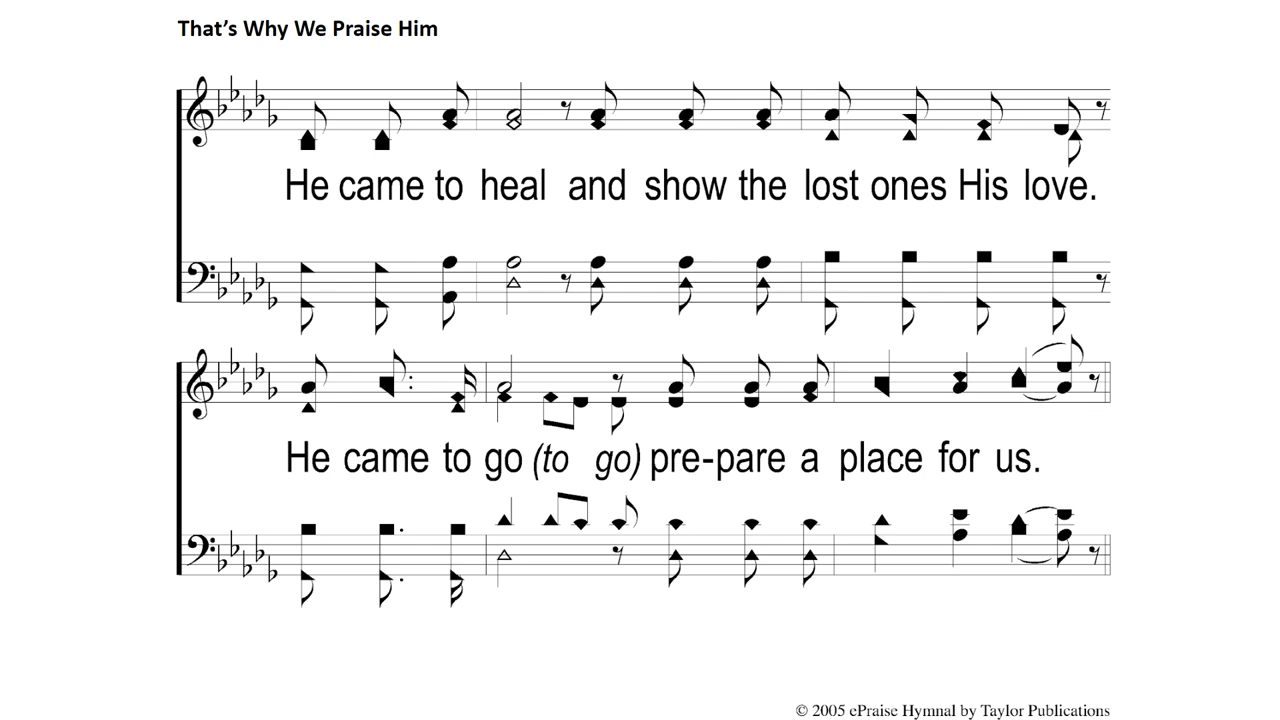 That's Why We Praise Him
He came to heal and show the lost ones His love.
He came to go (to go) pre-pare a place for us.
© 2005 ePraise Hymnal by Taylor Publications